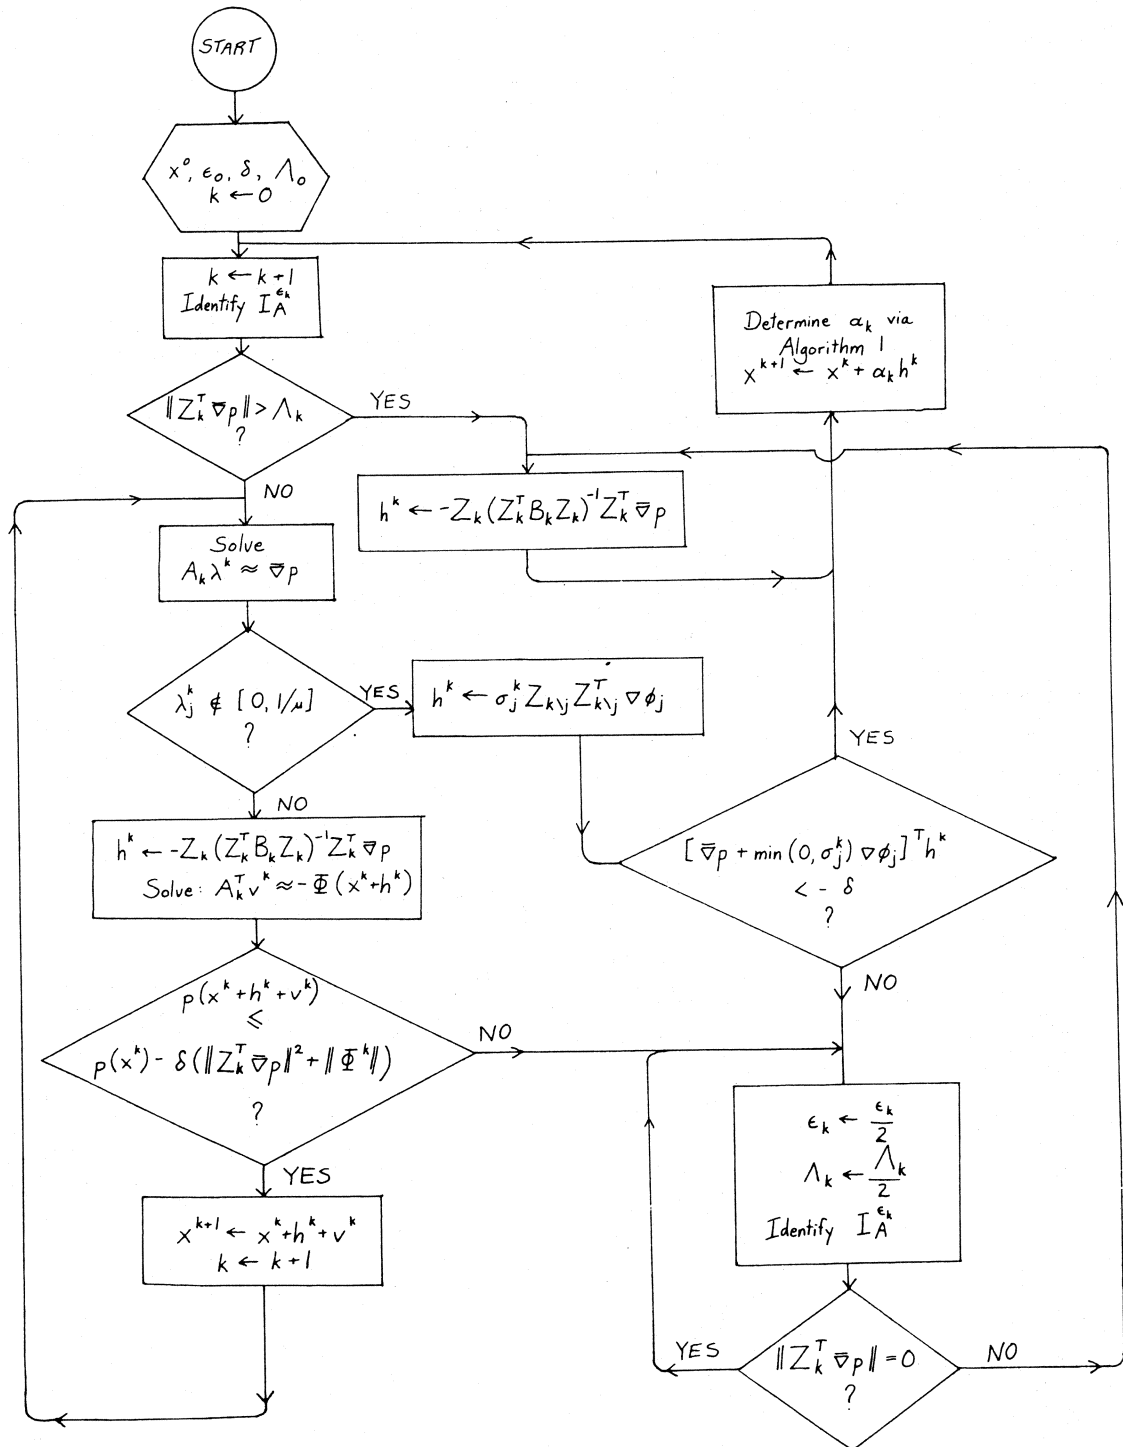 START
x⁰, ε₀, δ, Λ₀
k ← 0
k ← k+1
Identify I_A^{ε_k}
Determine α_k via
Algorithm 1
x^{k+1} ← x^k + α_k h^k
‖Z_k^T ∇̄p‖ > Λ_k
?
YES
NO
h^k ← -Z_k (Z_k^T B_k Z_k)^{-1} Z_k^T ∇̄p
Solve
A_k λ^k ≈ ∇̄p
λ_j^k ∉ [0, 1/μ]
?
YES
NO
h^k ← σ_j^k Z_{k\j} Z_{k\j}^T ∇φ_j
YES
[∇̄p + min(0, σ_j^k) ∇φ_j]^T h^k
< - δ
?
NO
h^k ← -Z_k (Z_k^T B_k Z_k)^{-1} Z_k^T ∇̄p
Solve: A_k^T v^k ≈ -Φ(x^k+h^k)
p(x^k+h^k+v^k)
≤
p(x^k) - δ(‖Z_k^T ∇̄p‖² + ‖Φ^k‖)
?
NO
YES
x^{k+1} ← x^k+h^k+v^k
k ← k+1
ε_k ← ε_k/2
Λ_k ← Λ_k/2
Identify I_A^{ε_k}
YES
‖Z_k^T ∇̄p‖ = 0
?
NO